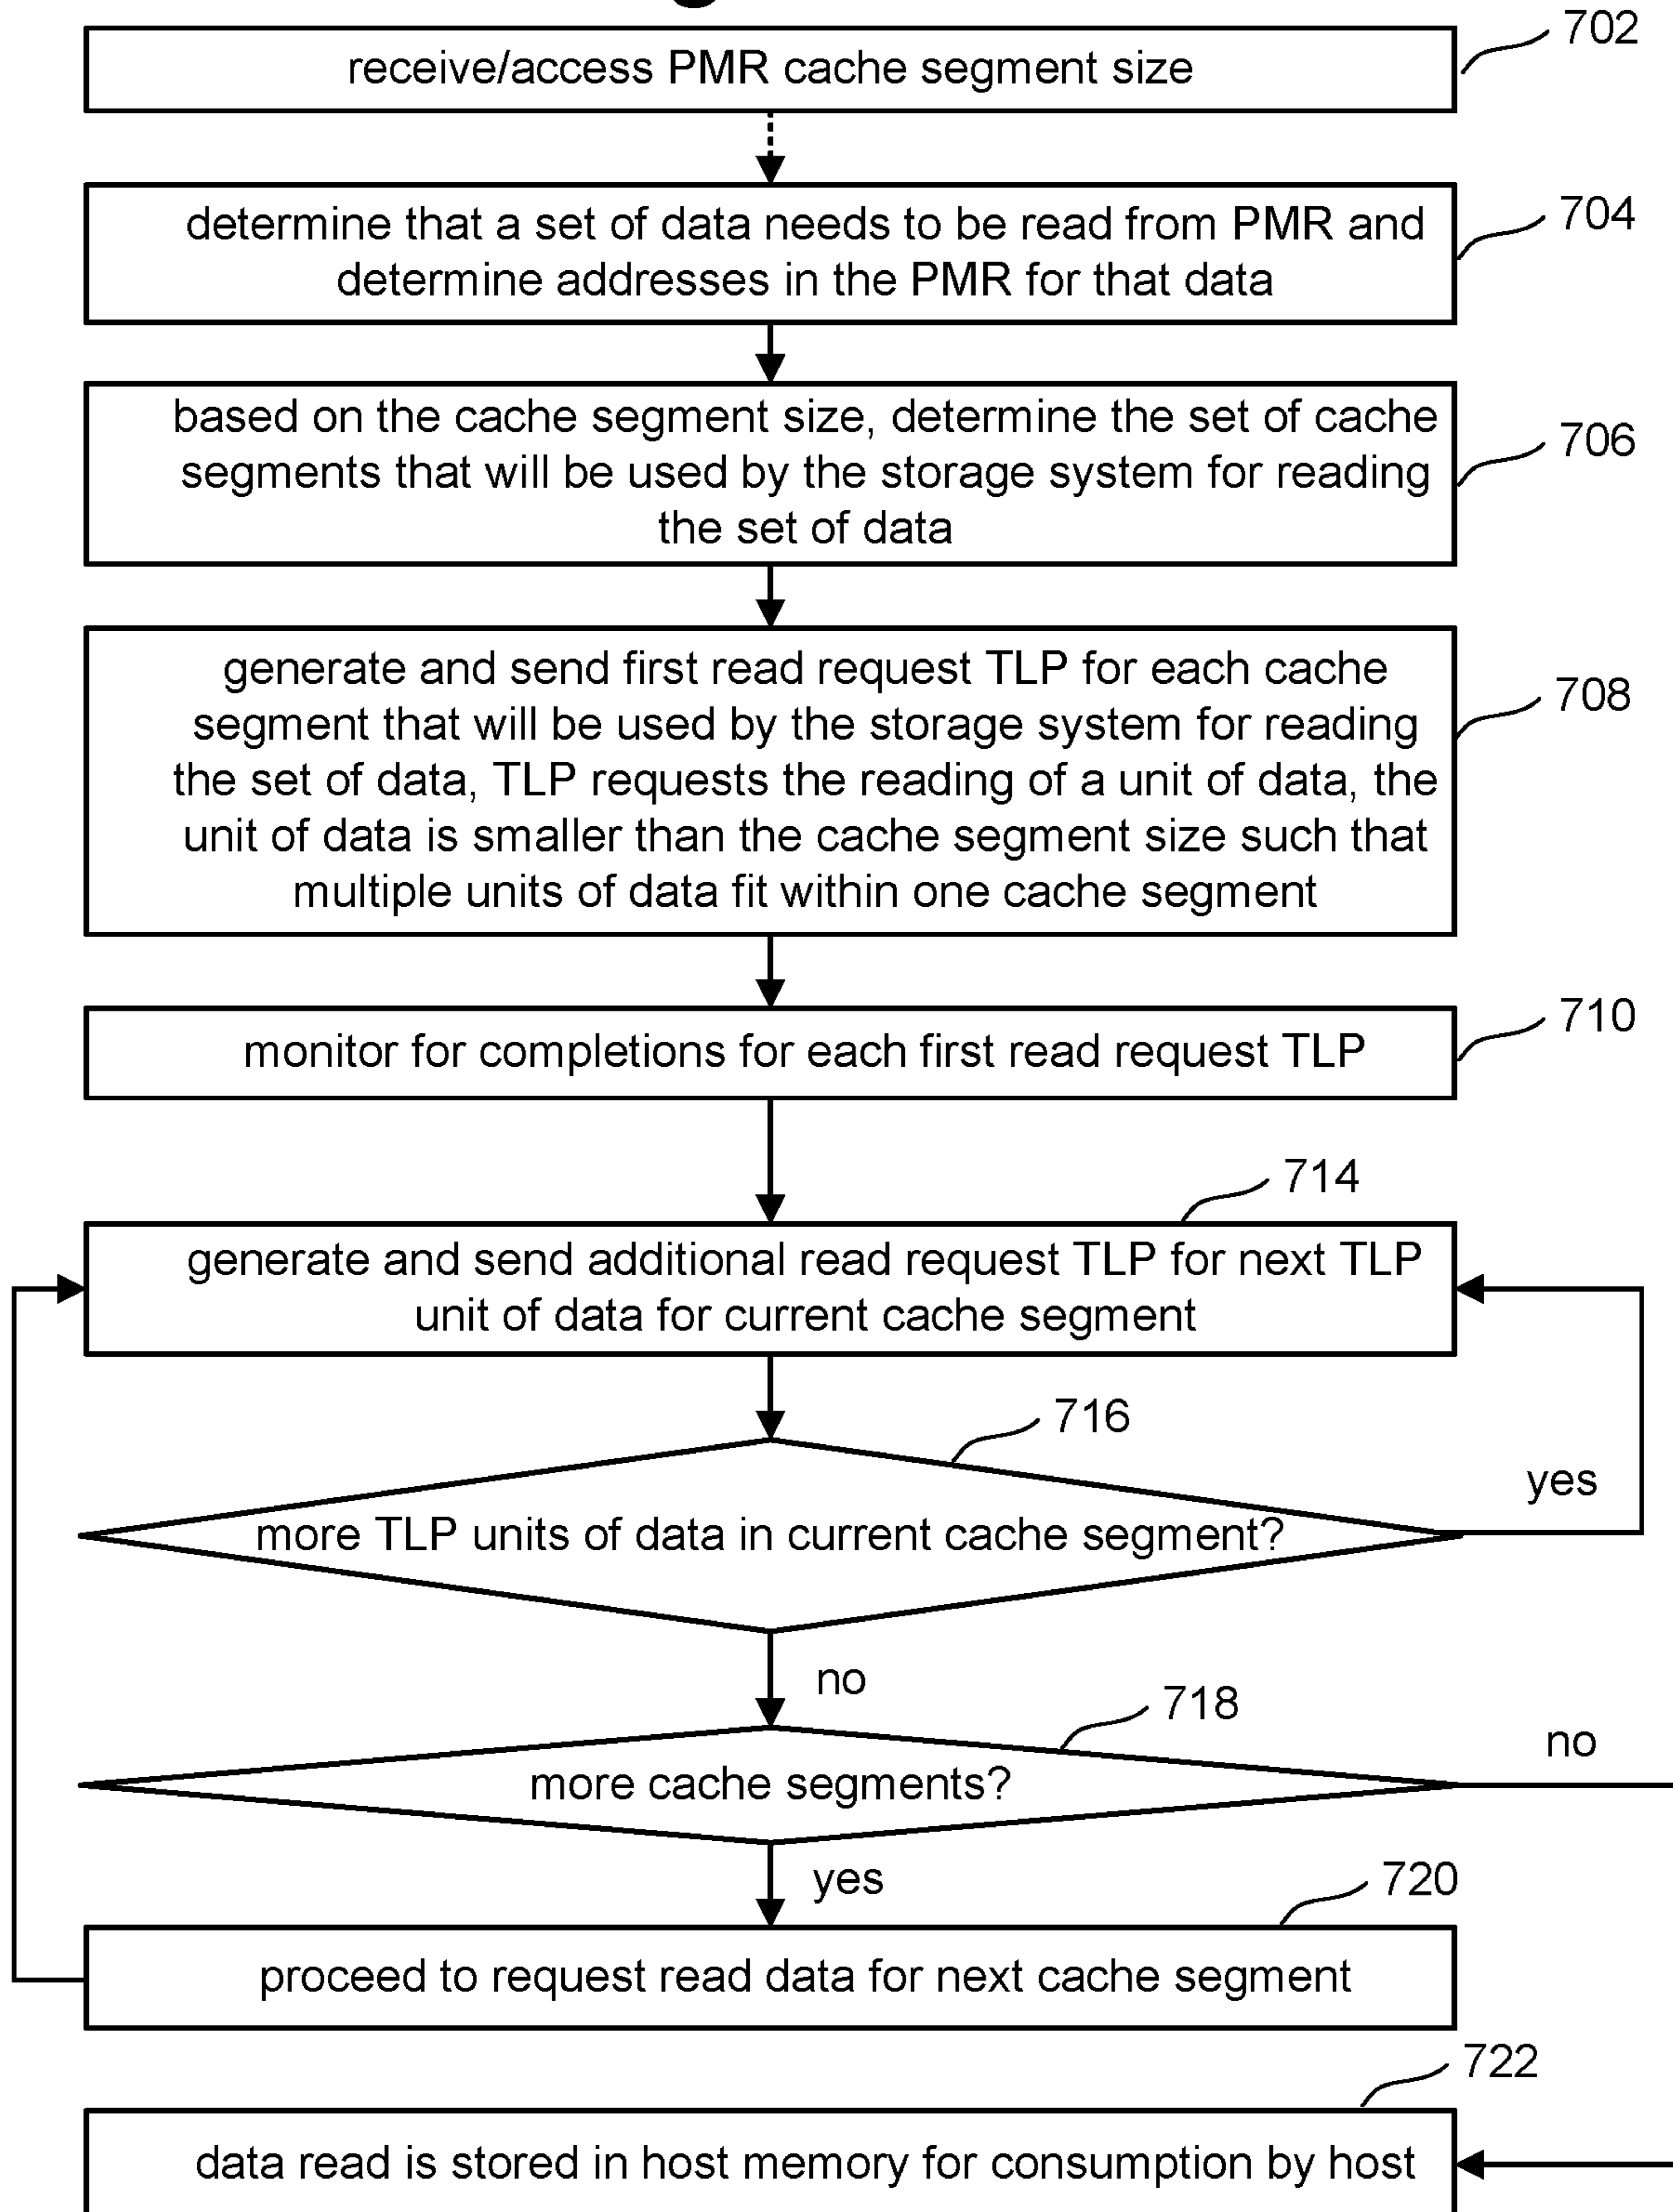 702
receive/access PMR cache segment size
704
determine that a set of data needs to be read from PMR and
determine addresses in the PMR for that data
706
based on the cache segment size, determine the set of cache
segments that will be used by the storage system for reading
the set of data
708
generate and send first read request TLP for each cache
segment that will be used by the storage system for reading
the set of data, TLP requests the reading of a unit of data, the
unit of data is smaller than the cache segment size such that
multiple units of data fit within one cache segment
710
monitor for completions for each first read request TLP
714
generate and send additional read request TLP for next TLP
unit of data for current cache segment
716
yes
more TLP units of data in current cache segment?
no
718
no
more cache segments?
yes
720
proceed to request read data for next cache segment
722
data read is stored in host memory for consumption by host